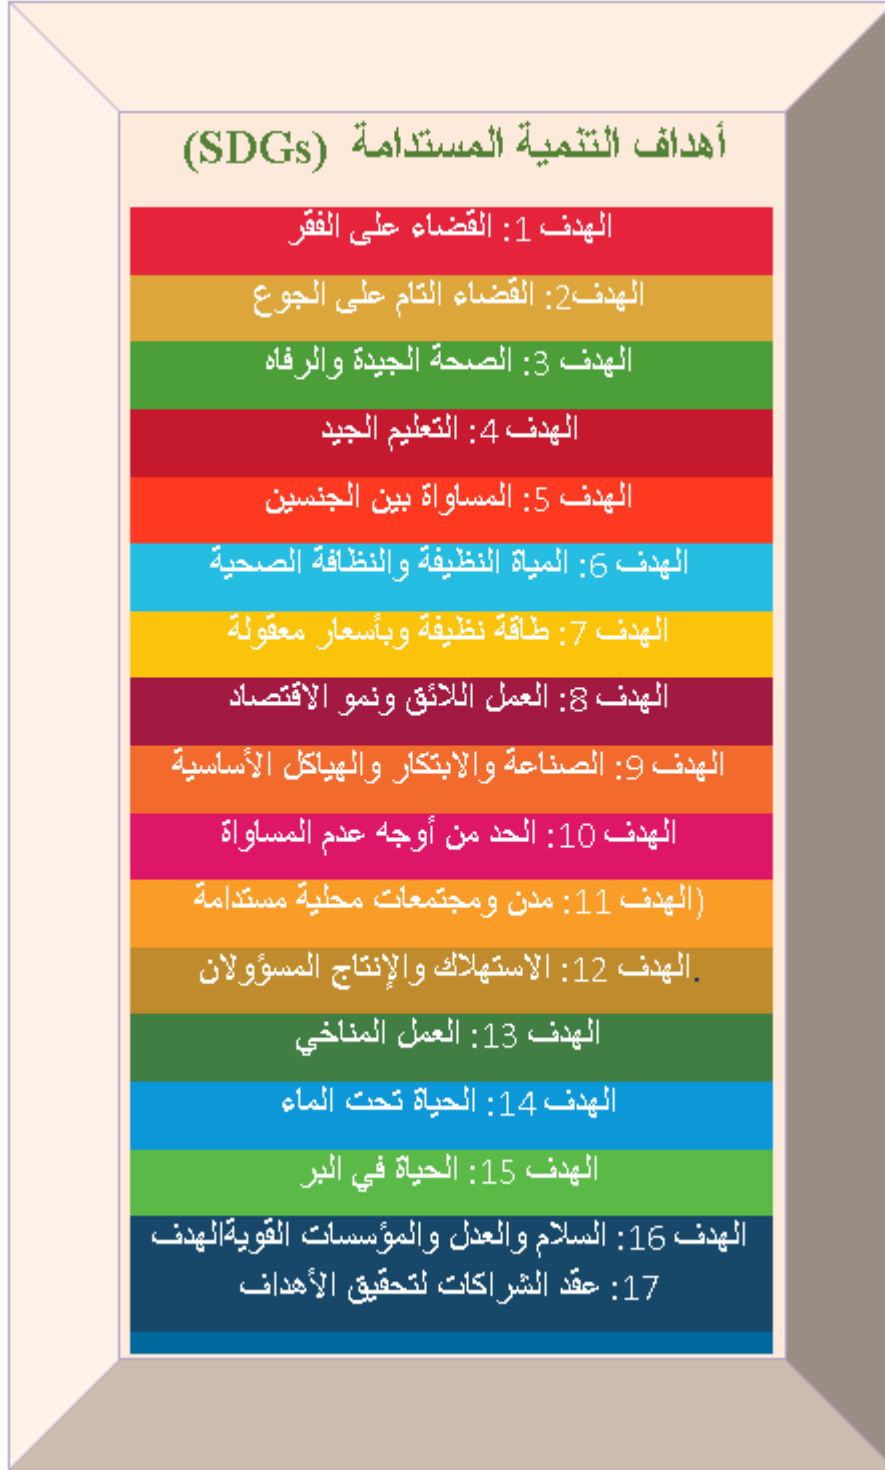 أهداف التنمية المستدامة (SDGs)
الهدف 1: القضاء على الفقر
الهدف2: القضاء التام على الجوع
الهدف 3: الصحة الجيدة والرفاه
الهدف 4: التعليم الجيد
الهدف 5: المساواة بين الجنسين
الهدف 6: المياة النظيفة والنظافة الصحية
الهدف 7: طاقة نظيفة وبأسعار معقولة
الهدف 8: العمل اللائق ونمو الاقتصاد
الهدف 9: الصناعة والابتكار والهياكل الأساسية
الهدف 10: الحد من أوجه عدم المساواة
(الهدف 11: مدن ومجتمعات محلية مستدامة
.الهدف 12: الاستهلاك والإنتاج المسؤولان
الهدف 13: العمل المناخي
الهدف 14: الحياة تحت الماء
الهدف 15: الحياة في البر
الهدف 16: السلام والعدل والمؤسسات القويةالهدف
17: عقد الشراكات لتحقيق الأهداف